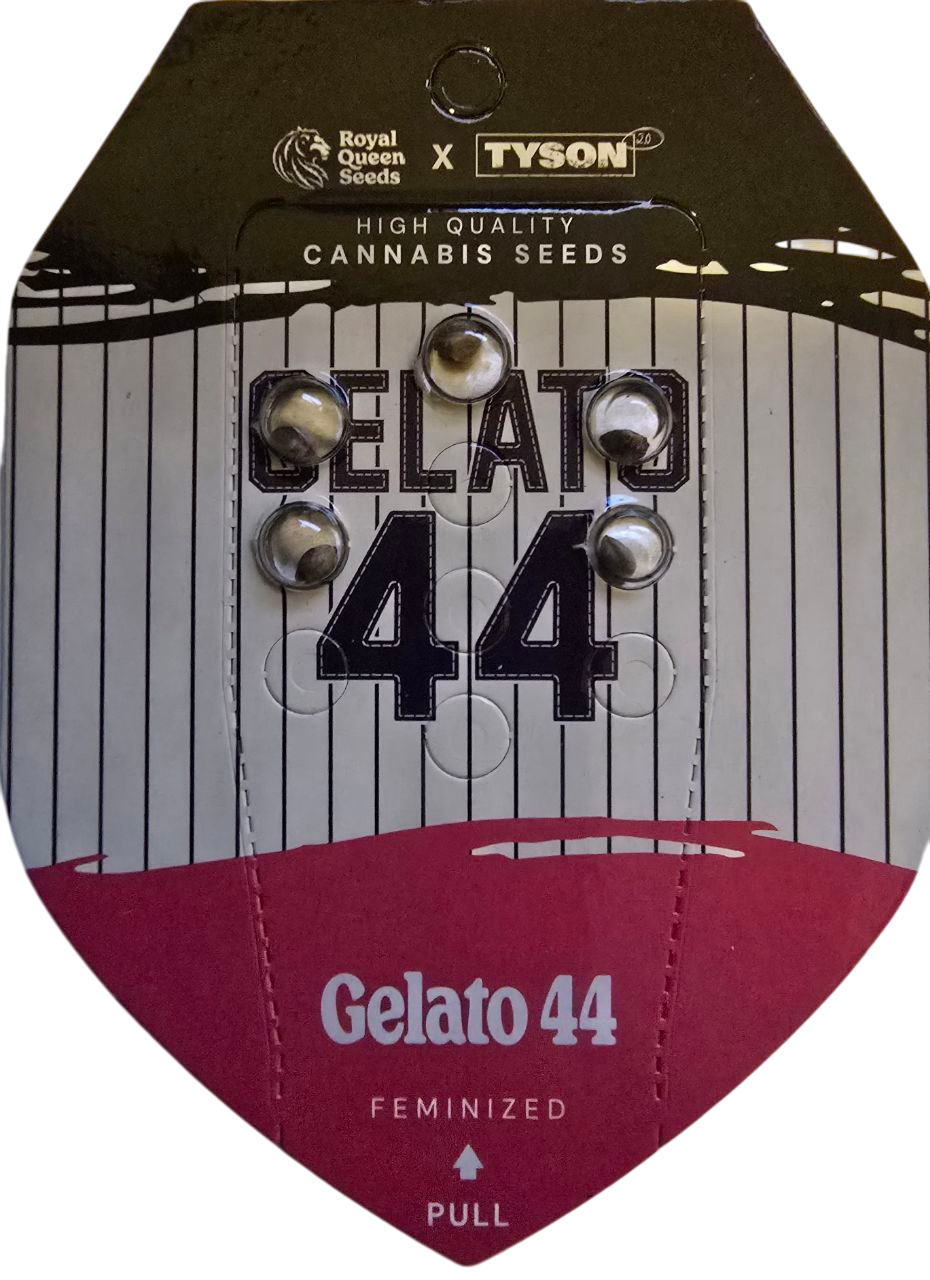 Royal
Queen
Seeds
X
TYSON 2.0
HIGH QUALITY
CANNABIS SEEDS
GELATO
44
Gelato 44
FEMINIZED
PULL